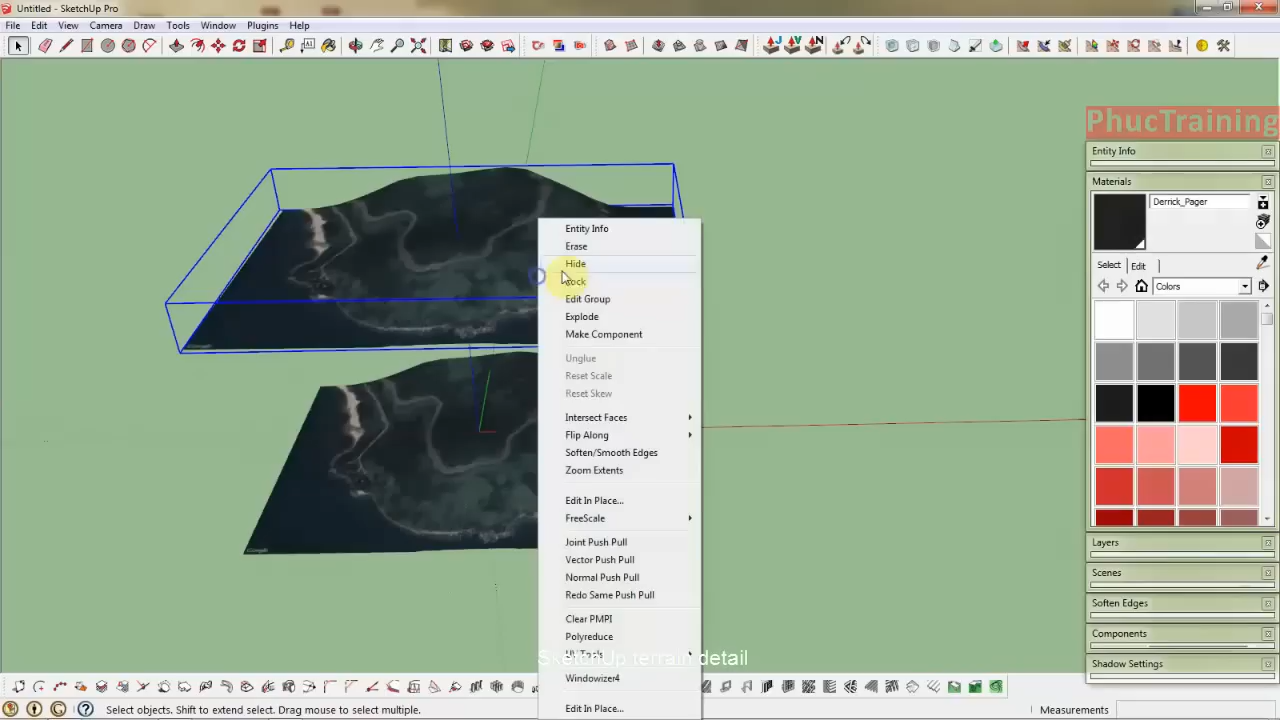 Untitled - SketchUp Pro
File Edit View Camera Draw Tools Window Plugins Help
PhucTraining
Entity Info
Materials
Derrick_Pager
Select Edit
Colors
Layers
Scenes
Soften Edges
Components
Shadow Settings
Entity Info
Erase
Hide
Lock
Edit Group
Explode
Make Component
Unglue
Reset Scale
Reset Skew
Intersect Faces
Flip Along
Soften/Smooth Edges
Zoom Extents
Edit In Place...
FreeScale
Joint Push Pull
Vector Push Pull
Normal Push Pull
Redo Same Push Pull
Clear PMPI
Polyreduce
UV Tools
Windowizer4
Edit In Place...
SketchUp terrain detail
Select objects. Shift to extend select. Drag mouse to select multiple.
Measurements